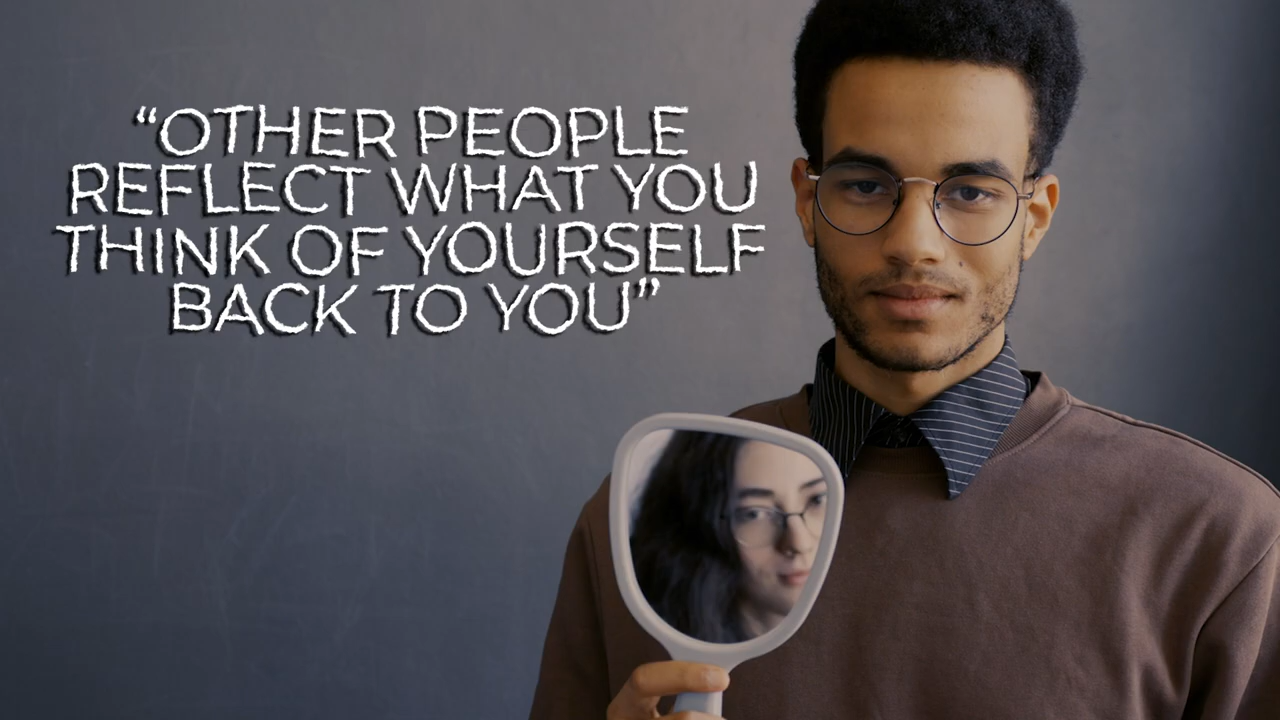 “OTHER PEOPLE
REFLECT WHAT YOU
THINK OF YOURSELF
BACK TO YOU”